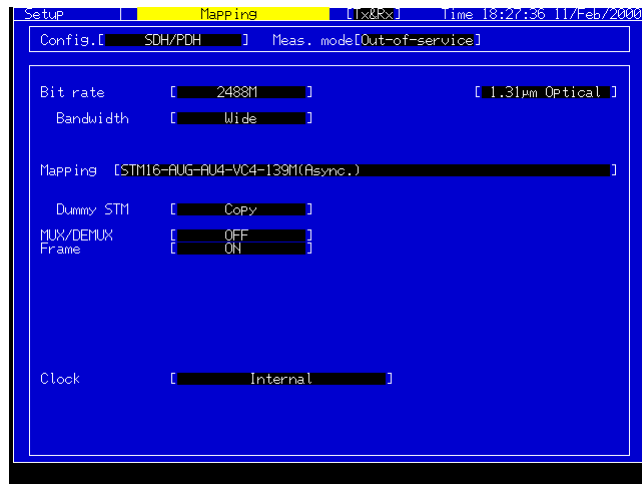 Setup | Mapping [Tx&Rx] Time 18:27:36 11/Feb/2000
Config.[ SDH/PDH ] Meas. mode[Out-of-service]
Bit rate [ 2488M ] [ 1.31μm Optical ]
Bandwidth [ Wide ]
Mapping [STM16-AUG-AU4-VC4-139M(Async.) ]
Dummy STM [ Copy ]
MUX/DEMUX [ OFF ]
Frame [ ON ]
Clock [ Internal ]